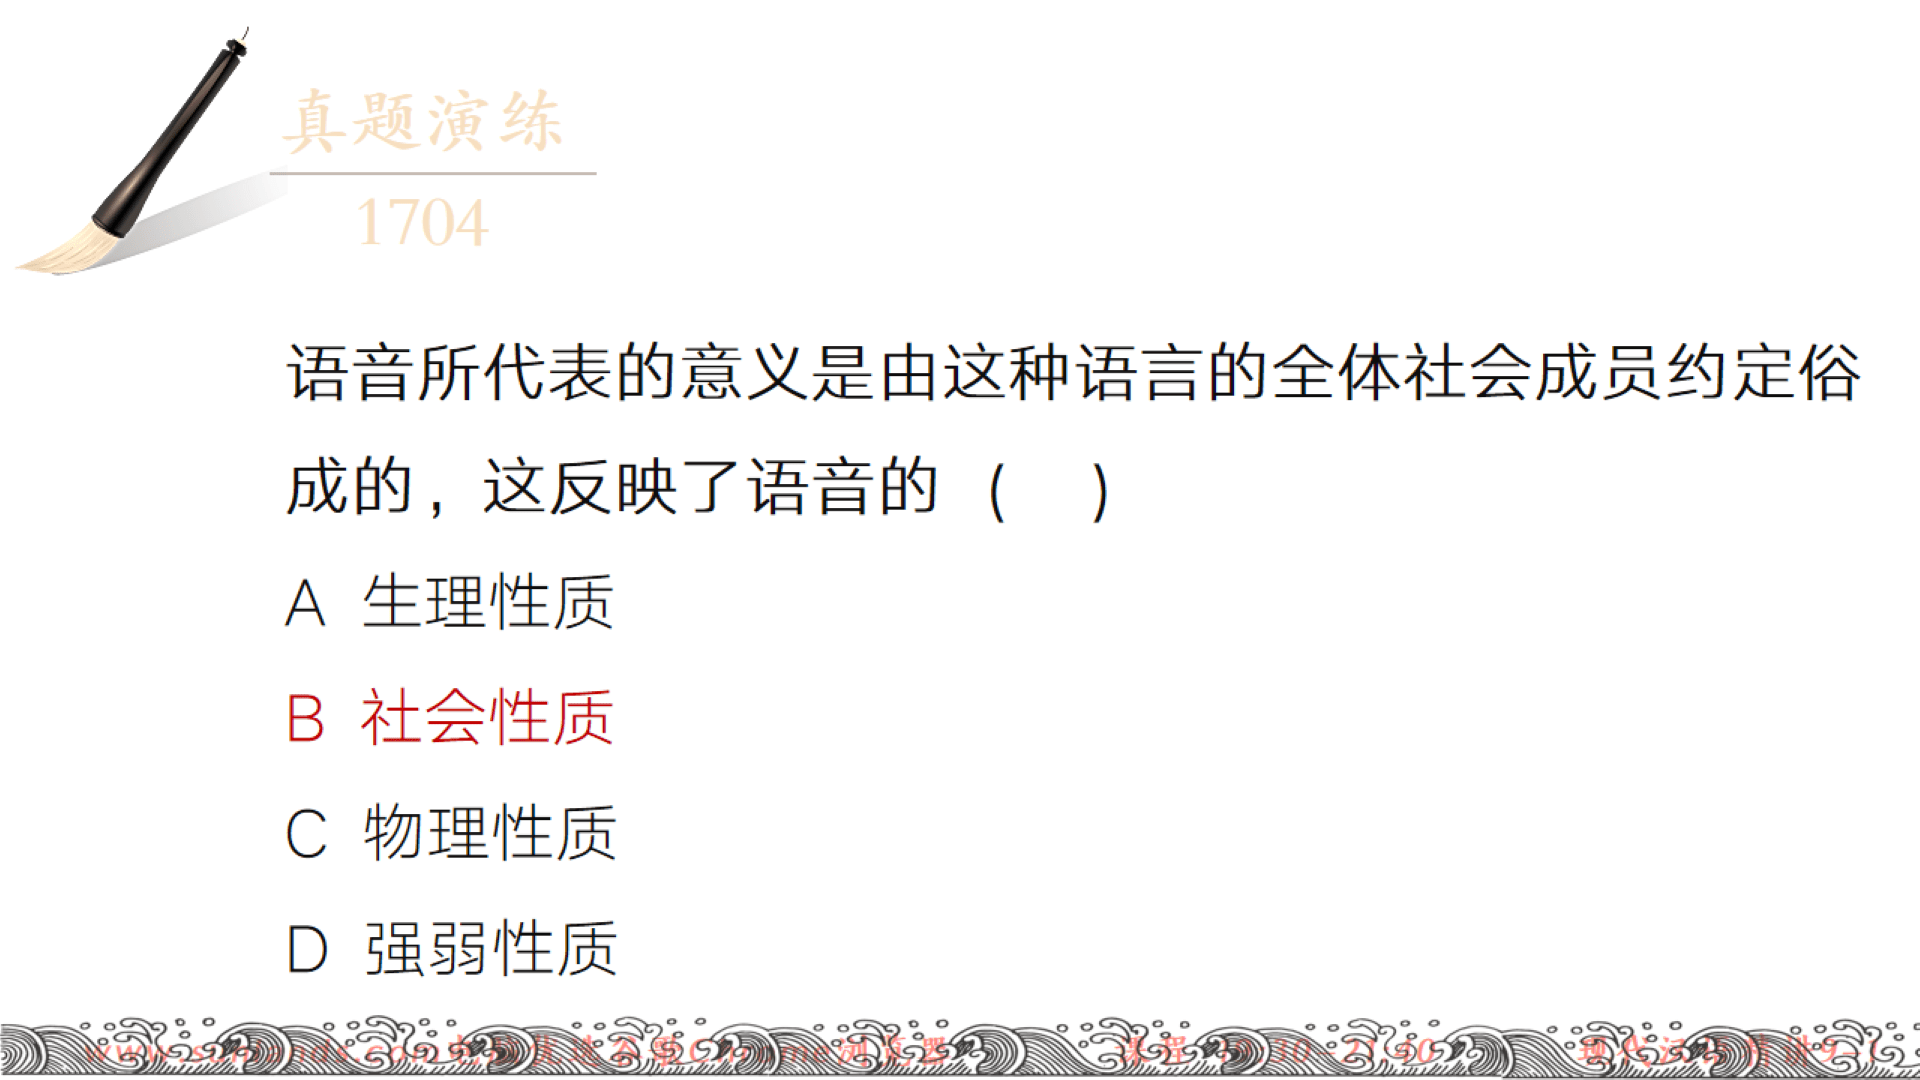 真题演练
1704
语音所代表的意义是由这种语言的全体社会成员约定俗
成的，这反映了语音的（ ）
A 生理性质
B 社会性质
C 物理性质
D 强弱性质